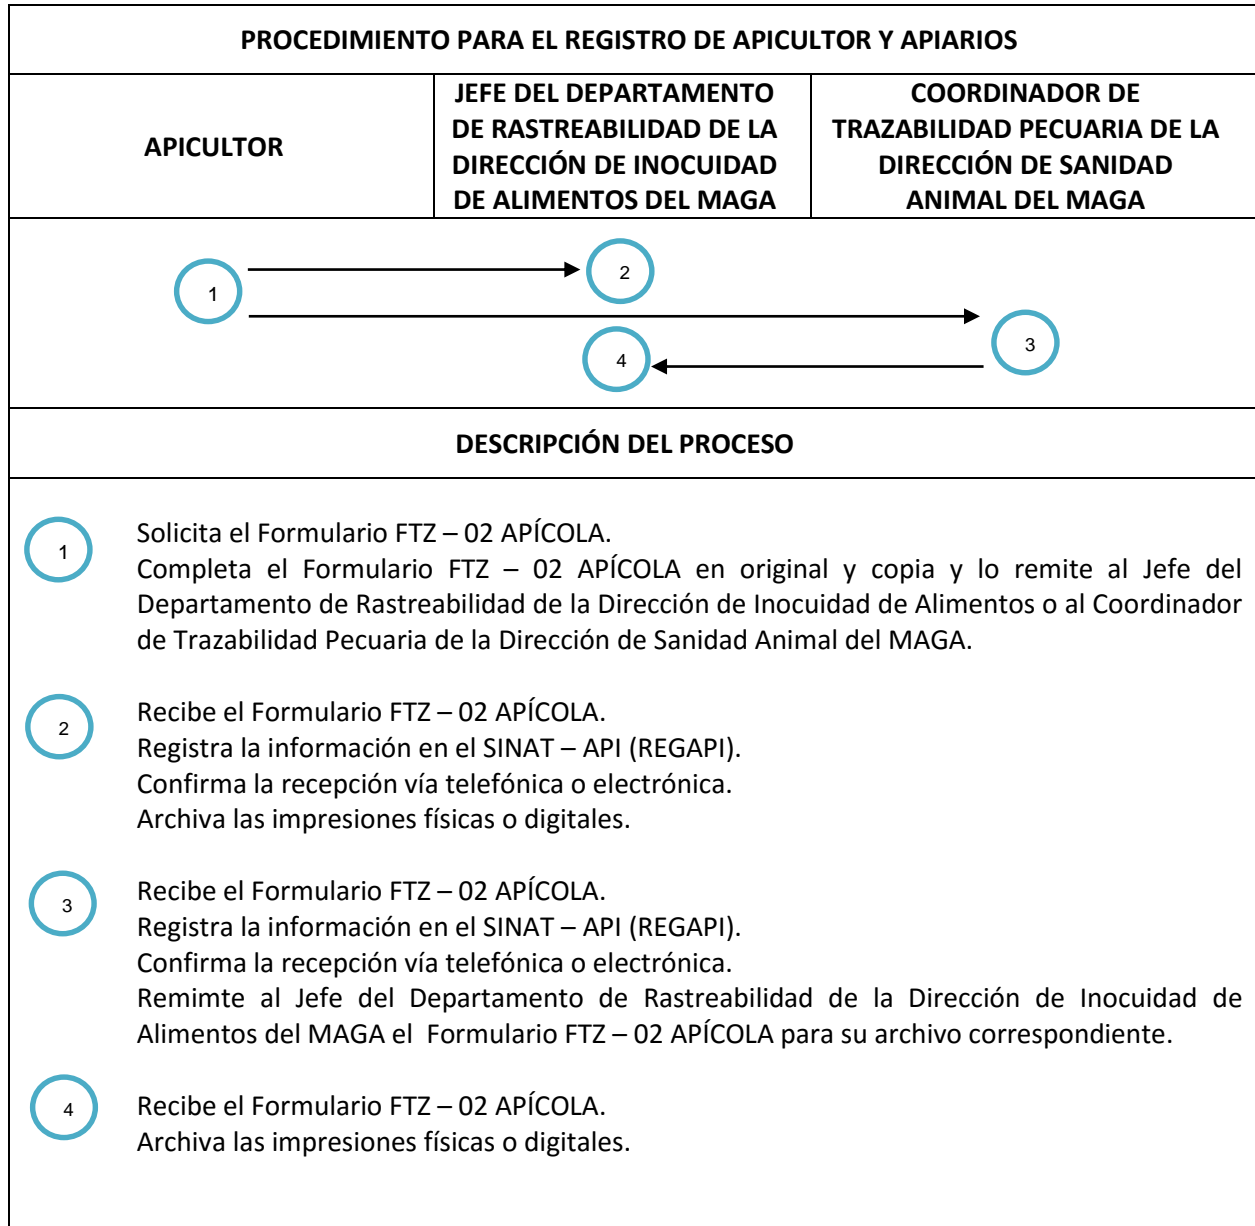 PROCEDIMIENTO PARA EL REGISTRO DE APICULTOR Y APIARIOS
APICULTOR
JEFE DEL DEPARTAMENTO
DE RASTREABILIDAD DE LA
DIRECCIÓN DE INOCUIDAD
DE ALIMENTOS DEL MAGA
COORDINADOR DE
TRAZABILIDAD PECUARIA DE LA
DIRECCIÓN DE SANIDAD
ANIMAL DEL MAGA
1
2
3
4
DESCRIPCIÓN DEL PROCESO
1
Solicita el Formulario FTZ – 02 APÍCOLA.
Completa el Formulario FTZ – 02 APÍCOLA en original y copia y lo remite al Jefe del
Departamento de Rastreabilidad de la Dirección de Inocuidad de Alimentos o al Coordinador
de Trazabilidad Pecuaria de la Dirección de Sanidad Animal del MAGA.
2
Recibe el Formulario FTZ – 02 APÍCOLA.
Registra la información en el SINAT – API (REGAPI).
Confirma la recepción vía telefónica o electrónica.
Archiva las impresiones físicas o digitales.
3
Recibe el Formulario FTZ – 02 APÍCOLA.
Registra la información en el SINAT – API (REGAPI).
Confirma la recepción vía telefónica o electrónica.
Remimte al Jefe del Departamento de Rastreabilidad de la Dirección de Inocuidad de
Alimentos del MAGA el  Formulario FTZ – 02 APÍCOLA para su archivo correspondiente.
4
Recibe el Formulario FTZ – 02 APÍCOLA.
Archiva las impresiones físicas o digitales.